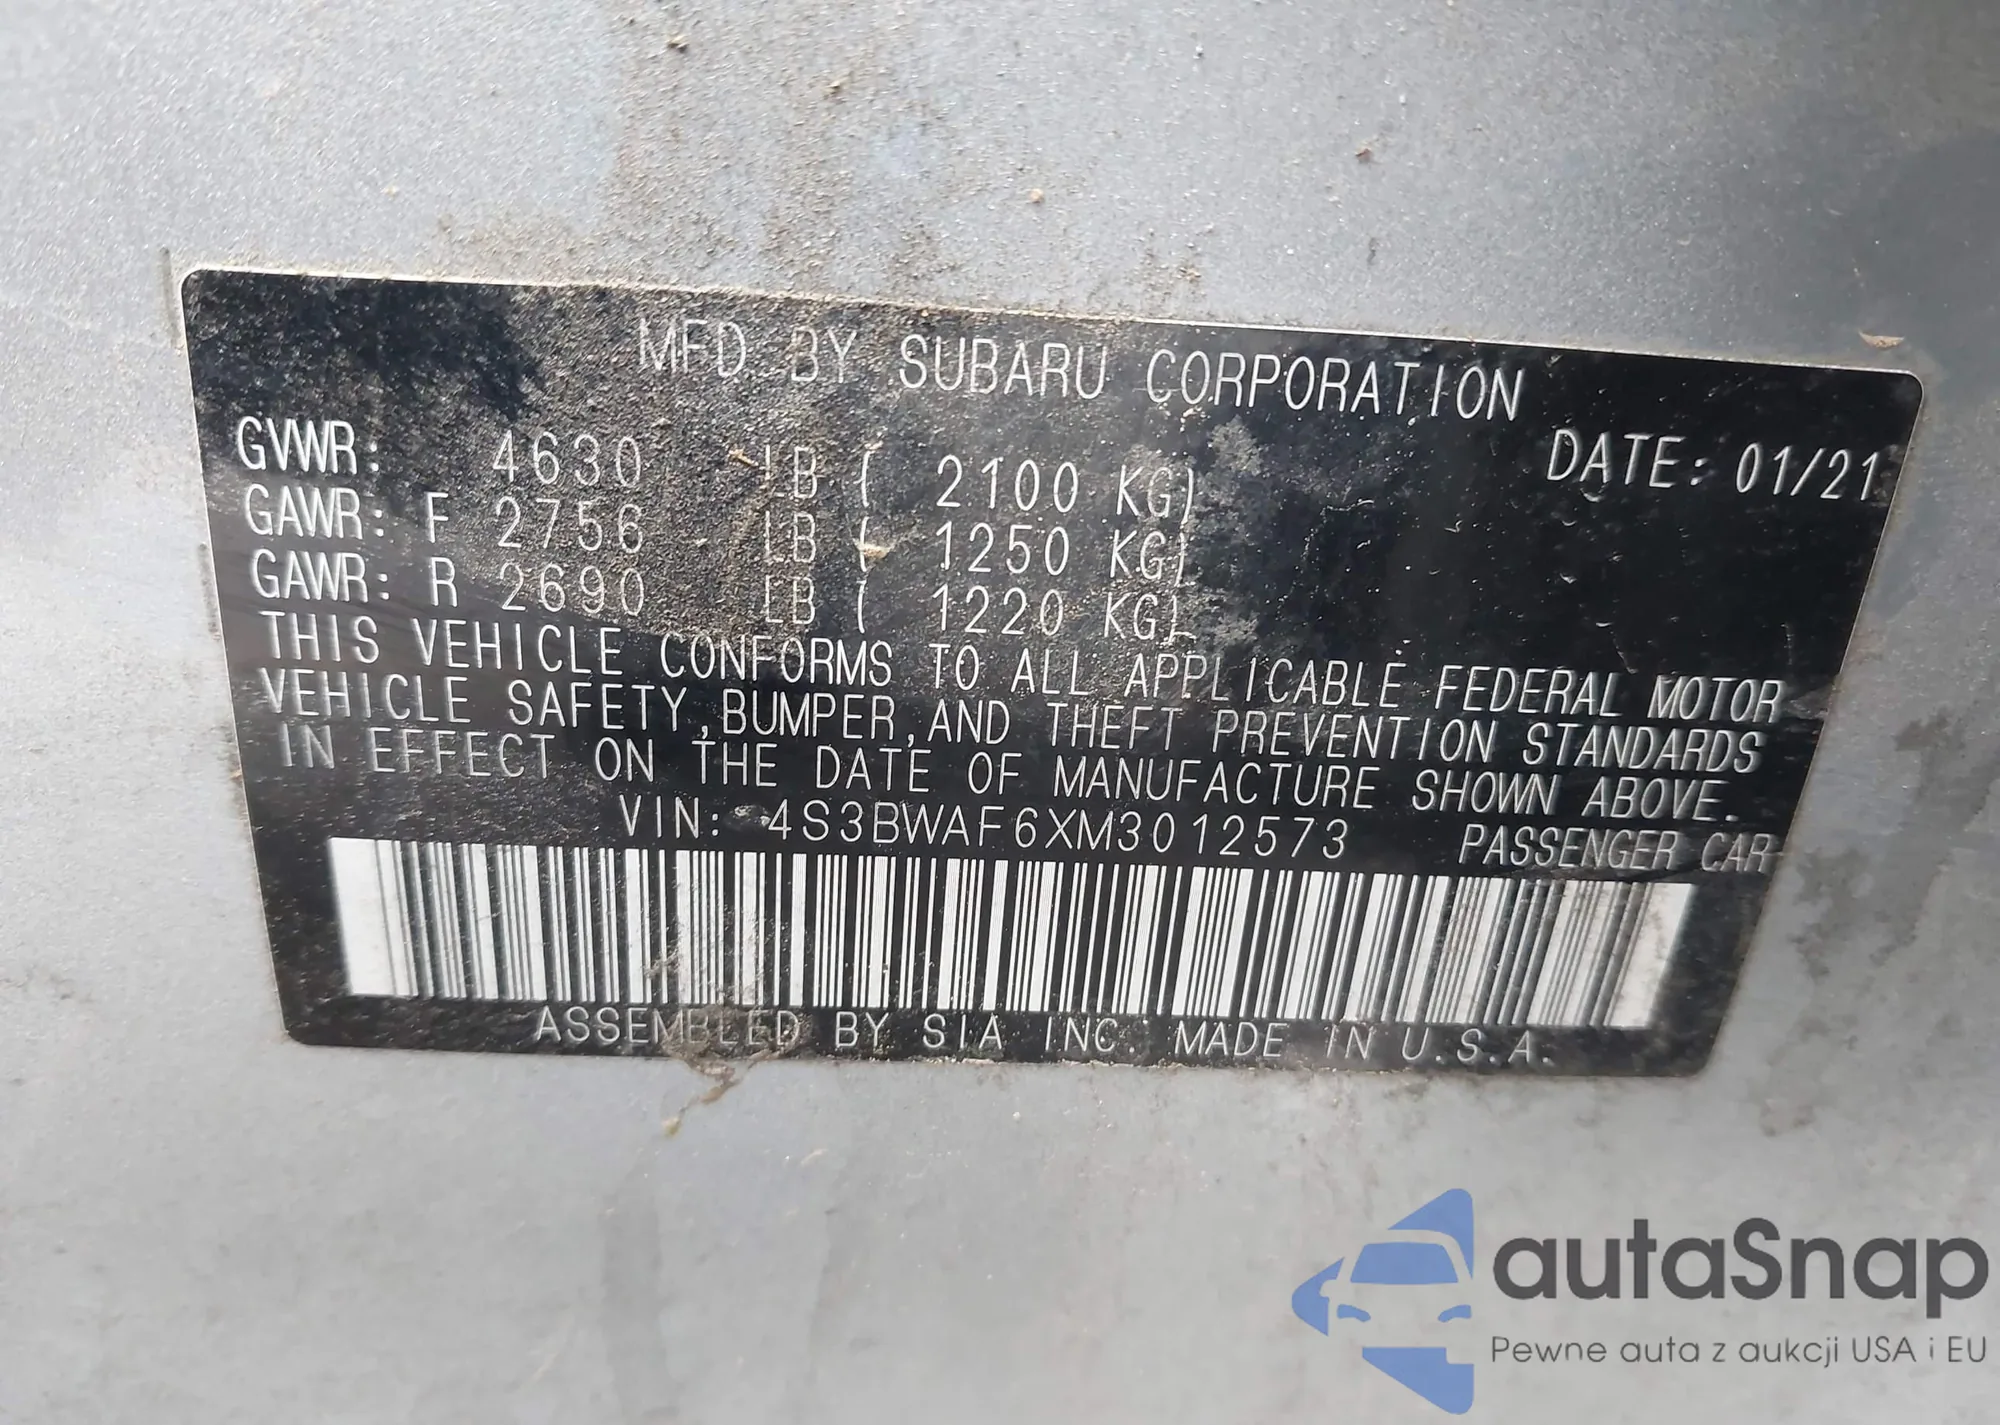 MFD BY SUBARU CORPORATION
GVWR: 4630 LB ( 2100 KG) DATE: 01/21
GAWR: F 2756 LB ( 1250 KG)
GAWR: R 2690 LB ( 1220 KG)
THIS VEHICLE CONFORMS TO ALL APPLICABLE FEDERAL MOTOR
VEHICLE SAFETY,BUMPER,AND THEFT PREVENTION STANDARDS
IN EFFECT ON THE DATE OF MANUFACTURE SHOWN ABOVE.
VIN: 4S3BWAF6XM3012573 PASSENGER CAR
ASSEMBLED BY SIA INC. MADE IN U.S.A.
autaSnap
Pewne auta z aukcji USA i EU